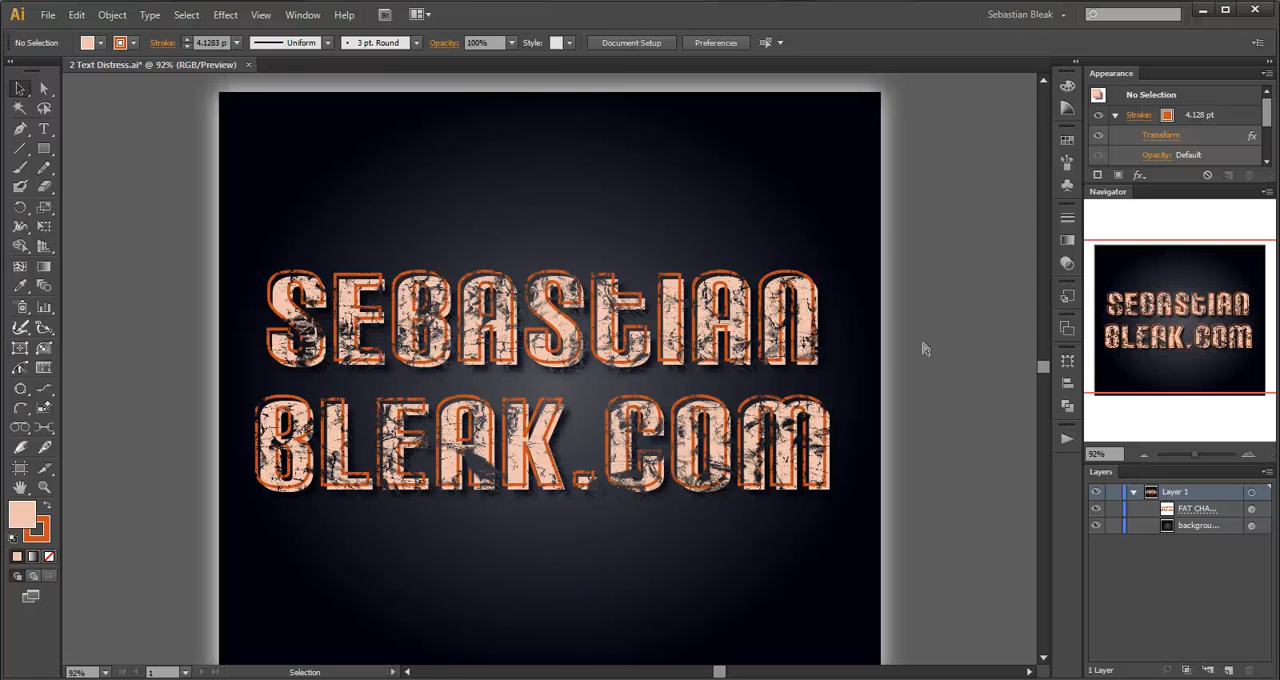 Ai File Edit Object Type Select Effect View Window Help Sebastian Bleak
No Selection Stroke: 4.1283 p Uniform 3 pt. Round Opacity: 100% Style: Document Setup Preferences
2 Text Distress.ai* @ 92% (RGB/Preview)
SEBAStIAN
BLEAK.COM
Appearance
No Selection
Stroke: 4.128 pt
Transform fx
Opacity: Default
fx
Navigator
SEBAStIAN
BLEAK.COM
92%
Layers
Layer 1
FAT CHA...
backgrou...
1 Layer
92% 1 Selection